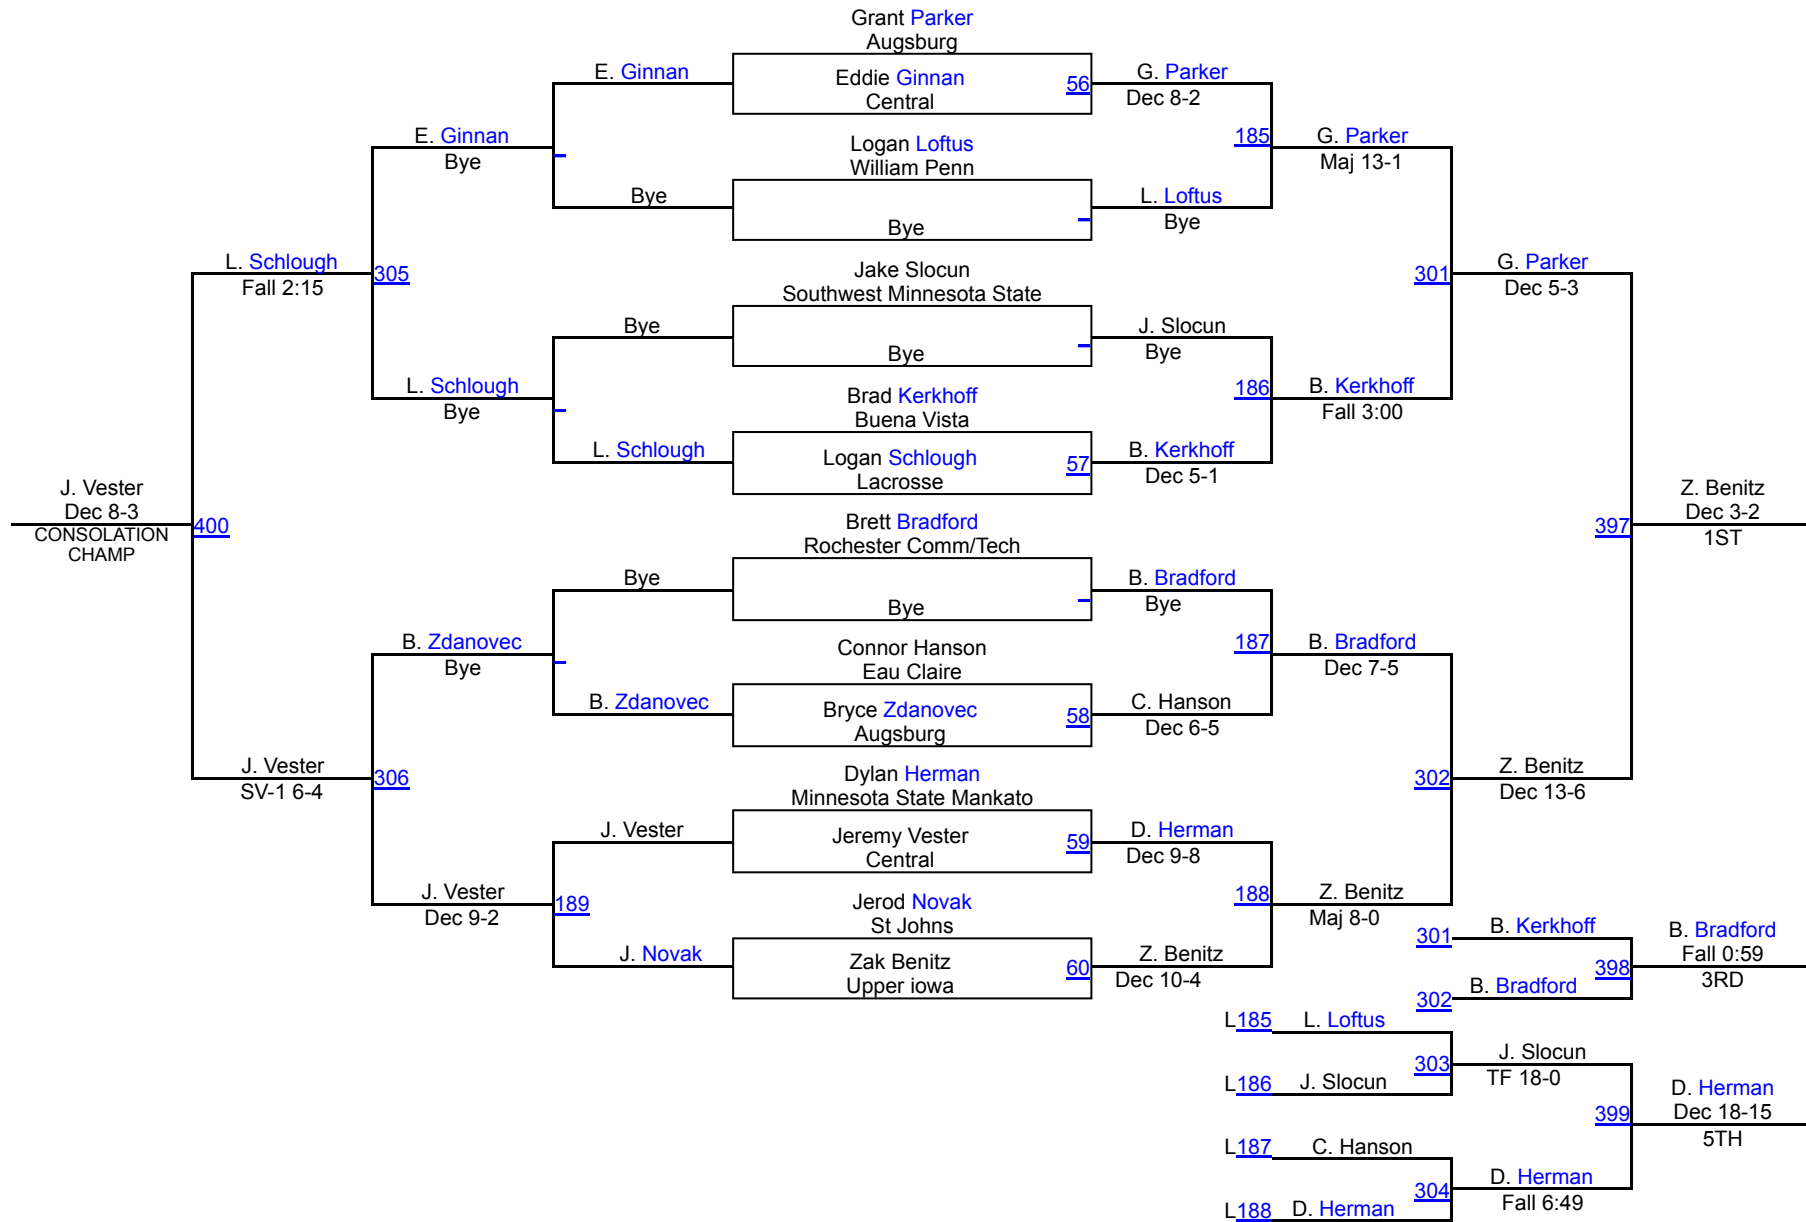 Grant Parker
Augsburg
E. Ginnan
Eddie Ginnan
Central
56
G. Parker
Dec 8-2
E. Ginnan
Bye
Logan Loftus
William Penn
185
G. Parker
Maj 13-1
Bye
Bye
L. Loftus
Bye
L. Schlough
Fall 2:15
305
Jake Slocun
Southwest Minnesota State
301
G. Parker
Dec 5-3
Bye
Bye
J. Slocun
Bye
L. Schlough
Bye
Brad Kerkhoff
Buena Vista
186
B. Kerkhoff
Fall 3:00
L. Schlough
Logan Schlough
Lacrosse
57
B. Kerkhoff
Dec 5-1
J. Vester
Dec 8-3
CONSOLATION
CHAMP
400
Brett Bradford
Rochester Comm/Tech
397
Z. Benitz
Dec 3-2
1ST
Bye
Bye
B. Bradford
Bye
B. Zdanovec
Bye
Connor Hanson
Eau Claire
187
B. Bradford
Dec 7-5
B. Zdanovec
Bryce Zdanovec
Augsburg
58
C. Hanson
Dec 6-5
J. Vester
SV-1 6-4
306
Dylan Herman
Minnesota State Mankato
302
Z. Benitz
Dec 13-6
J. Vester
Jeremy Vester
Central
59
D. Herman
Dec 9-8
J. Vester
Dec 9-2
189
Jerod Novak
St Johns
188
Z. Benitz
Maj 8-0
J. Novak
Zak Benitz
Upper iowa
60
Z. Benitz
Dec 10-4
301
B. Kerkhoff
302
B. Bradford
398
B. Bradford
Fall 0:59
3RD
L185
L. Loftus
L186
J. Slocun
303
J. Slocun
TF 18-0
L187
C. Hanson
L188
D. Herman
304
D. Herman
Fall 6:49
399
D. Herman
Dec 18-15
5TH